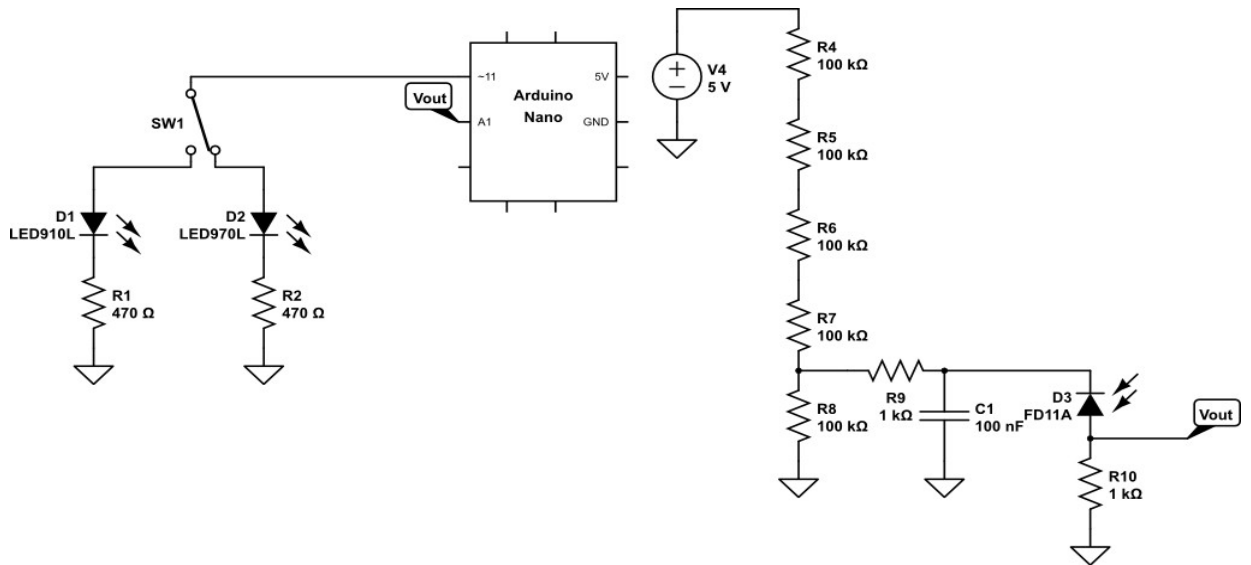 ~11
5V
Vout
A1
Arduino
Nano
GND
SW1
V4
5 V
R4
100 kΩ
R5
100 kΩ
D1
LED910L
D2
LED970L
R6
100 kΩ
R1
470 Ω
R2
470 Ω
R7
100 kΩ
R8
100 kΩ
R9
1 kΩ
C1
100 nF
D3
FD11A
Vout
R10
1 kΩ